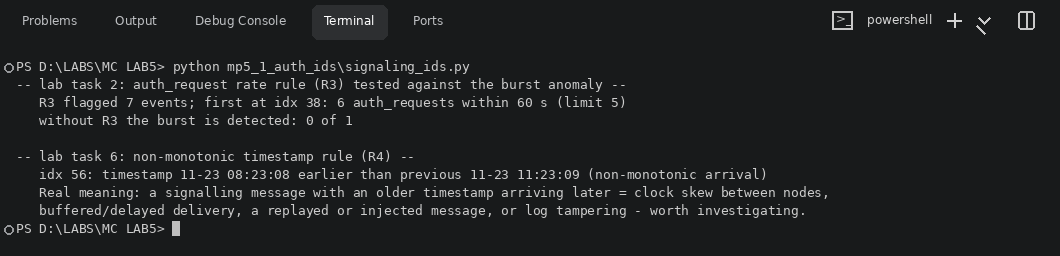 Problems Output Debug Console Terminal Ports powershell
PS D:\LABS\MC LAB5> python mp5_1_auth_ids\signaling_ids.py
-- lab task 2: auth_request rate rule (R3) tested against the burst anomaly --
R3 flagged 7 events; first at idx 38: 6 auth_requests within 60 s (limit 5)
without R3 the burst is detected: 0 of 1
-- lab task 6: non-monotonic timestamp rule (R4) --
idx 56: timestamp 11-23 08:23:08 earlier than previous 11-23 11:23:09 (non-monotonic arrival)
Real meaning: a signalling message with an older timestamp arriving later = clock skew between nodes,
buffered/delayed delivery, a replayed or injected message, or log tampering - worth investigating.
PS D:\LABS\MC LAB5>